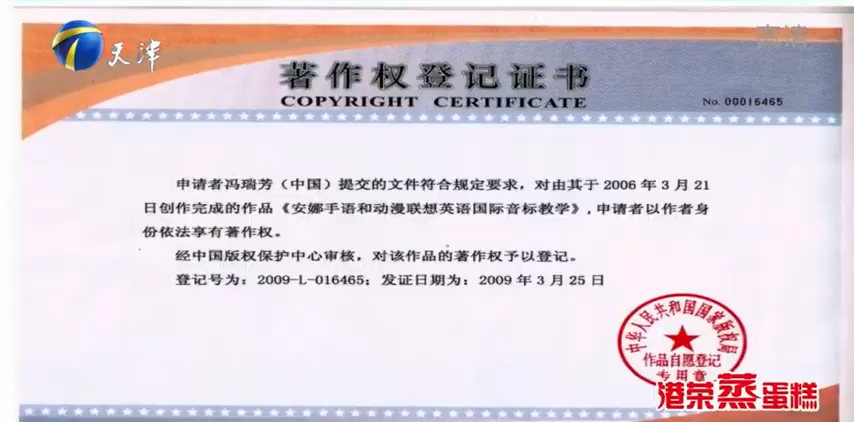 天津
高清
著作权登记证书
COPYRIGHT CERTIFICATE
No. 00016465
申请者冯瑞芳（中国）提交的文件符合规定要求，对由其于 2006 年 3 月 21
日创作完成的作品《安娜手语和动漫联想英语国际音标教学》, 申请者以作者身
份依法享有著作权。
经中国版权保护中心审核，对该作品的著作权予以登记。
登记号为：2009-L-016465；发证日期为：2009 年 3 月 25 日
中华人民共和国国家版权局
作品自愿登记
专用章
港荣蒸蛋糕